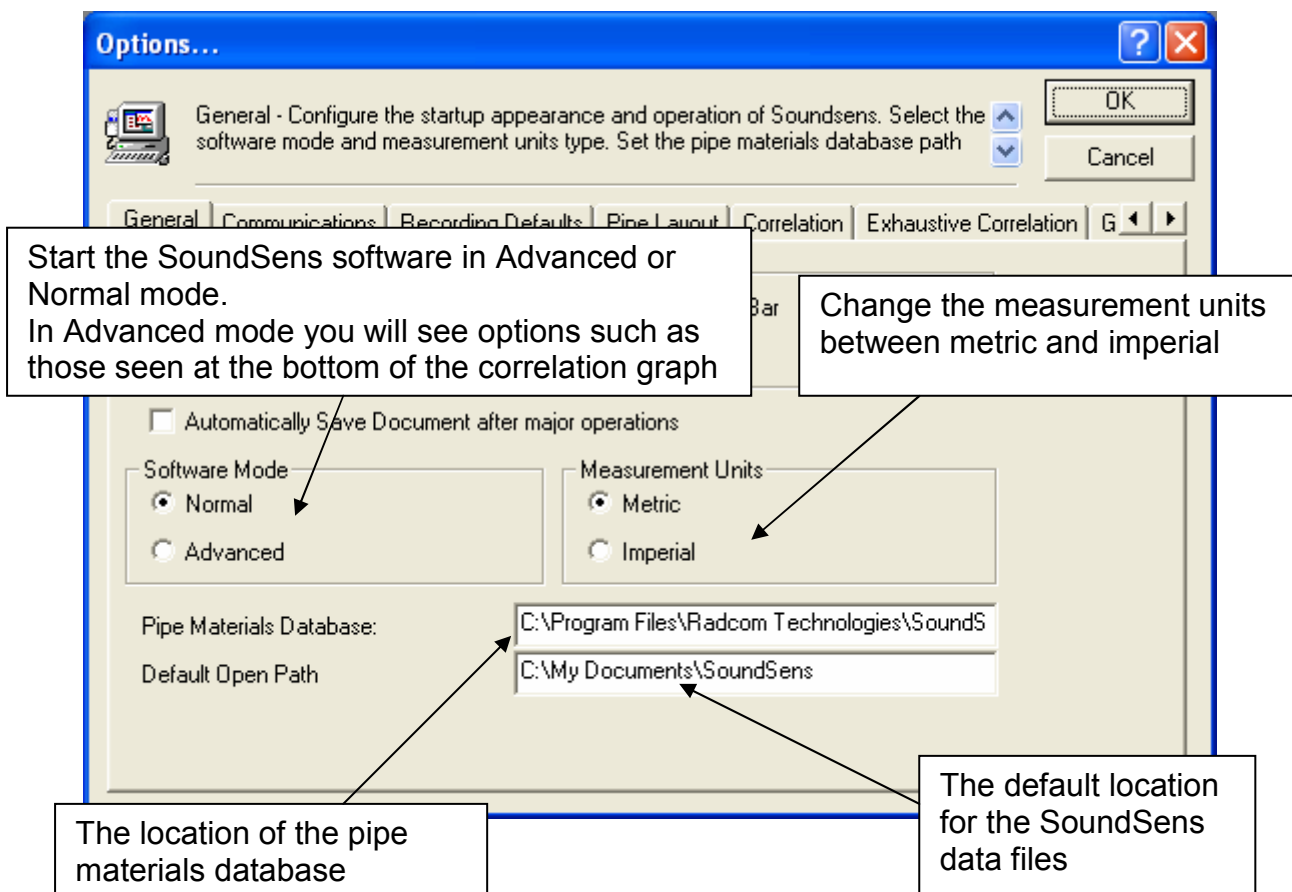 Options...
General - Configure the startup appearance and operation of Soundsens. Select the
software mode and measurement units type. Set the pipe materials database path
OK
Cancel
General Communications Recording Defaults Pipe Layout Correlation Exhaustive Correlation G
Start the SoundSens software in Advanced or
Normal mode.
In Advanced mode you will see options such as
those seen at the bottom of the correlation graph
Bar
Change the measurement units
between metric and imperial
Automatically Save Document after major operations
Software Mode
Normal
Advanced
Measurement Units
Metric
Imperial
Pipe Materials Database:
C:\Program Files\Radcom Technologies\SoundS
Default Open Path
C:\My Documents\SoundSens
The location of the pipe
materials database
The default location
for the SoundSens
data files